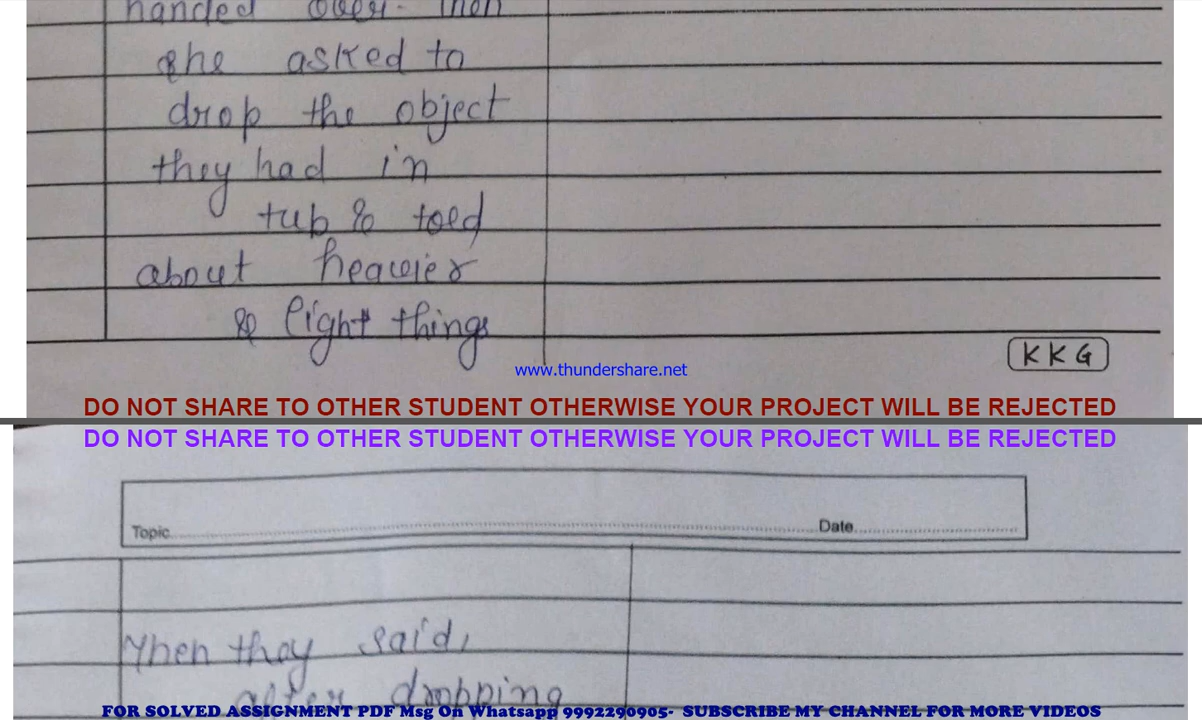 handed over. Then
she asked to
drop the object
they had in
tub & told
about heavier
& light things
KKG
www.thundershare.net
DO NOT SHARE TO OTHER STUDENT OTHERWISE YOUR PROJECT WILL BE REJECTED
DO NOT SHARE TO OTHER STUDENT OTHERWISE YOUR PROJECT WILL BE REJECTED
Topic Date
When they said,
after dropping
FOR SOLVED ASSIGNMENT PDF Msg On Whatsapp 9992290905- SUBSCRIBE MY CHANNEL FOR MORE VIDEOS